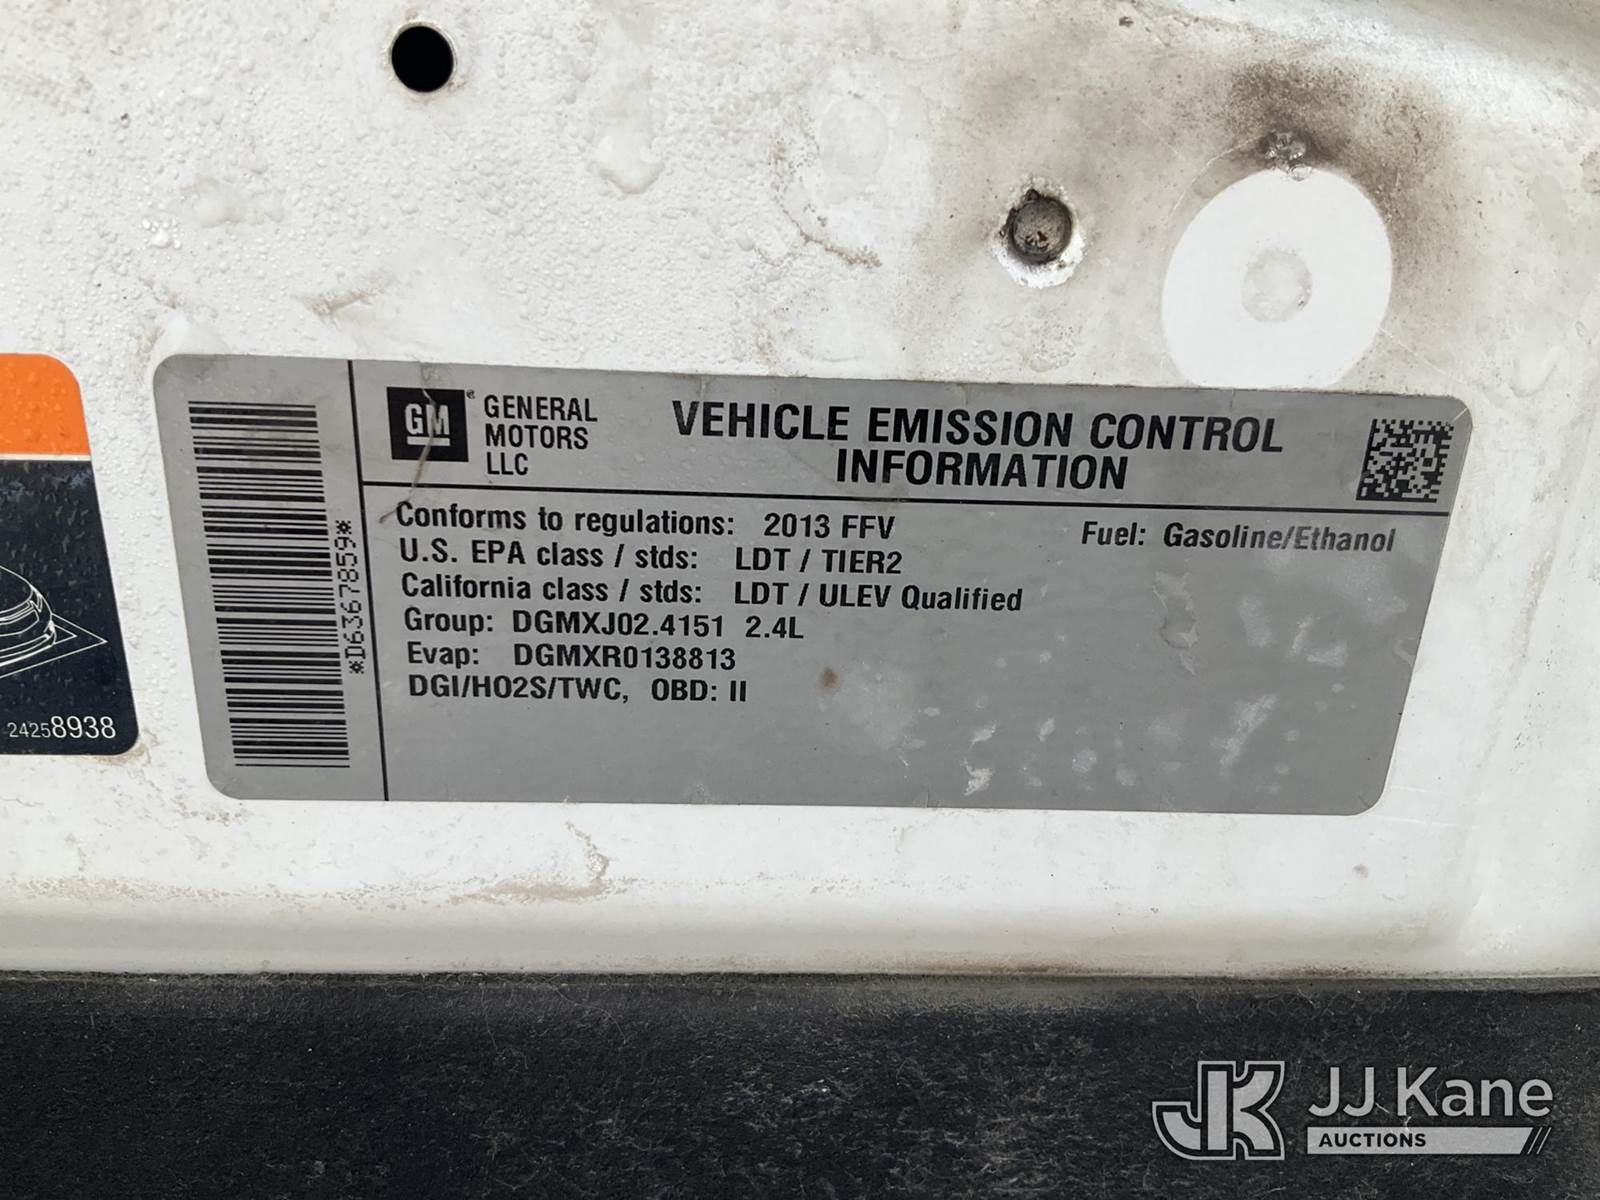 GM
GENERAL
MOTORS
LLC
VEHICLE EMISSION CONTROL
INFORMATION
Conforms to regulations: 2013 FFV
Fuel: Gasoline/Ethanol
U.S. EPA class / stds: LDT / TIER2
California class / stds: LDT / ULEV Qualified
Group: DGMXJ02.4151 2.4L
Evap: DGMXR0138813
DGI/HO2S/TWC, OBD: II
*D6367859*
24258938
JK
JJ Kane
AUCTIONS